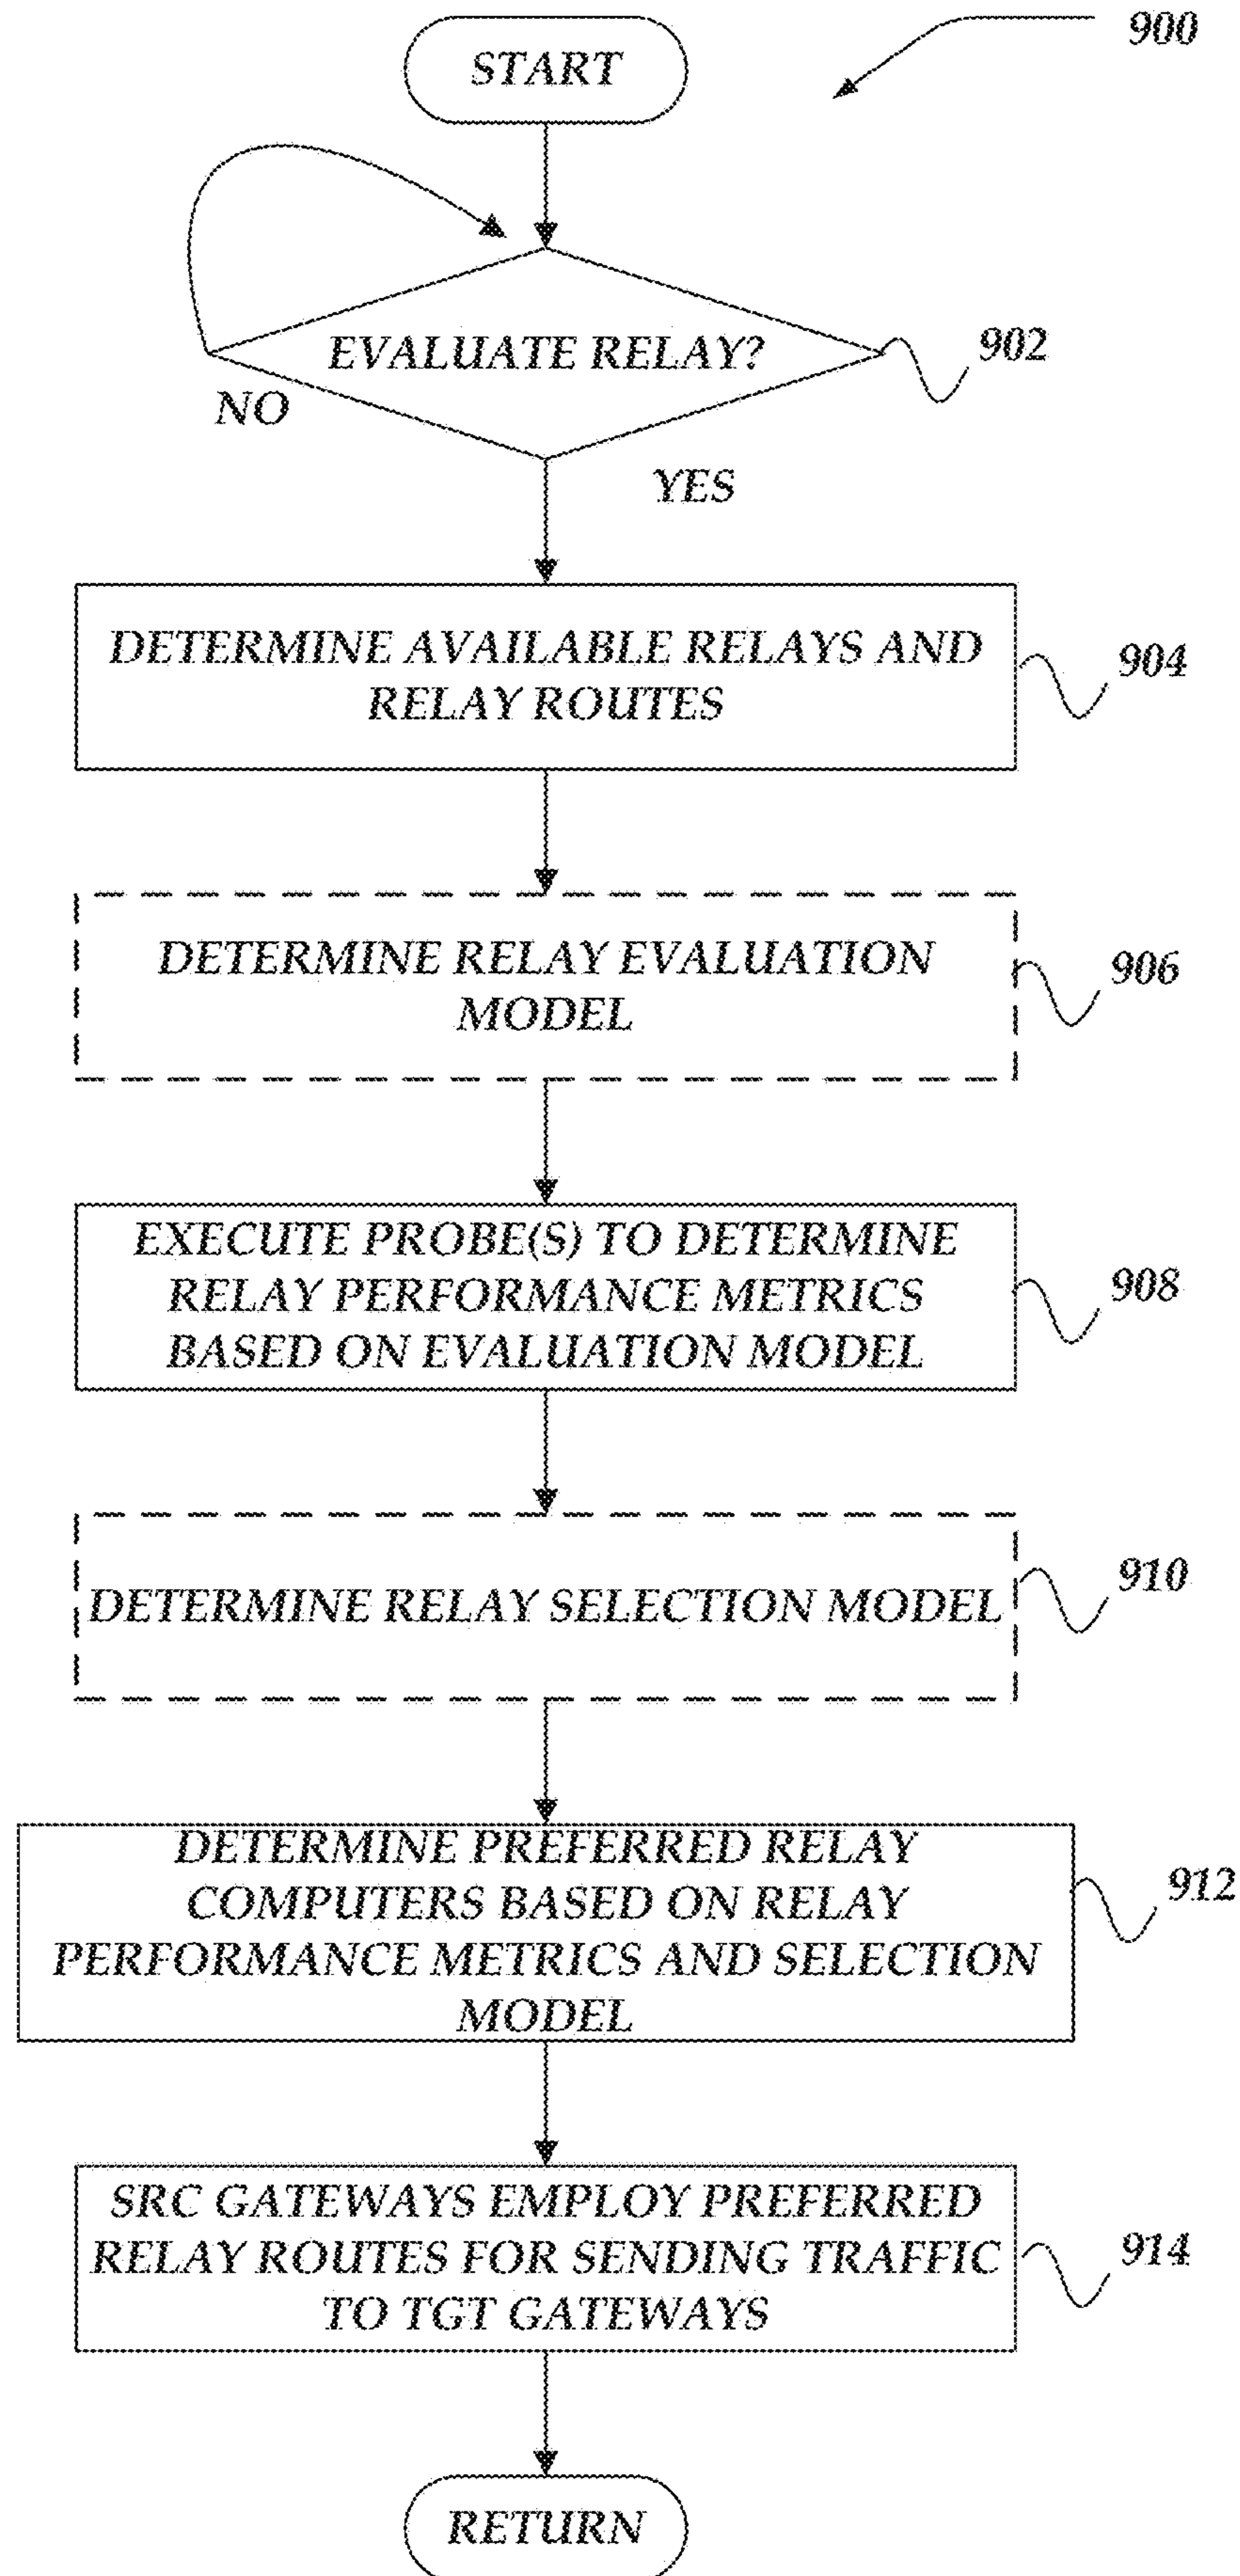 900
START
EVALUATE RELAY?
902
NO
YES
DETERMINE AVAILABLE RELAYS AND
RELAY ROUTES
904
DETERMINE RELAY EVALUATION
MODEL
906
EXECUTE PROBE(S) TO DETERMINE
RELAY PERFORMANCE METRICS
BASED ON EVALUATION MODEL
908
DETERMINE RELAY SELECTION MODEL
910
DETERMINE PREFERRED RELAY
COMPUTERS BASED ON RELAY
PERFORMANCE METRICS AND SELECTION
MODEL
912
SRC GATEWAYS EMPLOY PREFERRED
RELAY ROUTES FOR SENDING TRAFFIC
TO TGT GATEWAYS
914
RETURN